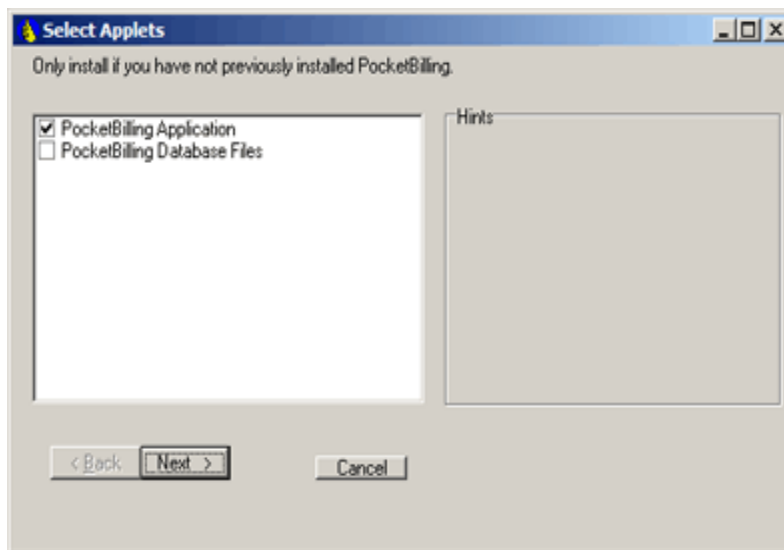 Select Applets
Only install if you have not previously installed PocketBilling.
PocketBilling Application
PocketBilling Database Files
Hints
< Back
Next >
Cancel